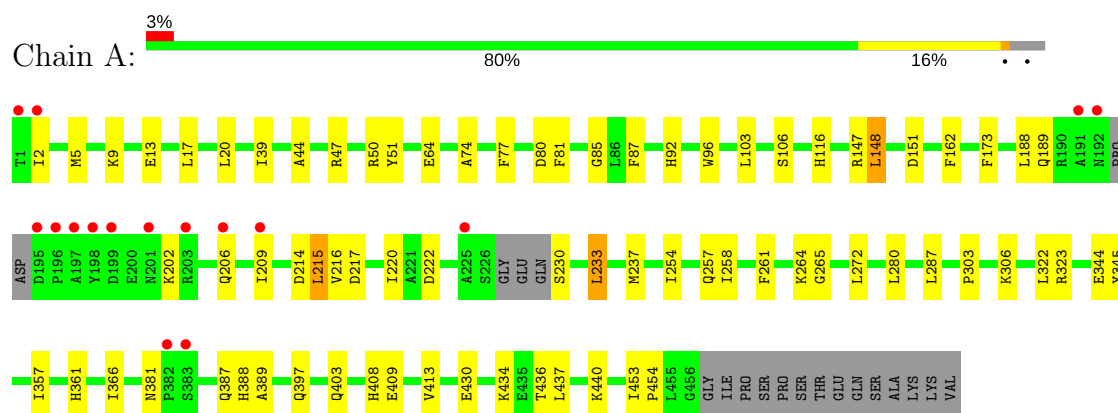 3%
Chain A:
80% 16% • •
T1 I2 M5 K9 E13 L17 L20 I39 A44 R47 R50 Y51 E64 A74 F77 D80 F81 G85 L86 F87 H92 W96 L103 S106 H116 R147 L148 D151 F162 F173 L188 Q189 R190 A191 N192 PRO
ASP D195 P196 A197 Y198 D199 E200 N201 K202 R203 Q206 I209 D214 L215 V216 D217 I220 A221 D222 A225 S226 GLY GLU GLN S230 L233 M237 I254 Q257 I258 F261 K264 G265 L272 L280 L287 P303 K306 L322 R323 E344 Y345
I357 H361 I366 N381 P382 S383 Q387 H388 A389 Q397 Q403 H408 E409 V413 E430 K434 E435 T436 L437 K440 I453 P454 L455 G456 GLY ILE PRO SER PRO SER THR GLU GLN SER ALA LYS LYS VAL